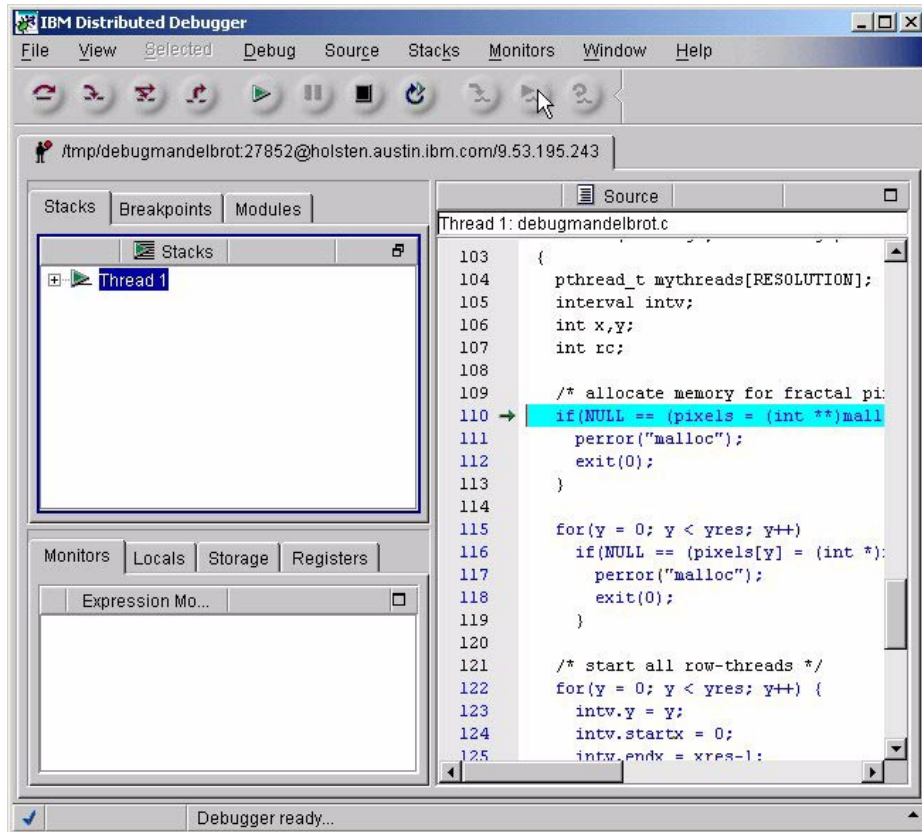 IBM Distributed Debugger
File View Selected Debug Source Stacks Monitors Window Help
/tmp/debugmandelbrot:27852@holsten.austin.ibm.com/9.53.195.243
Stacks Breakpoints Modules
Stacks
Thread 1
Monitors Locals Storage Registers
Expression Mo...
Source
Thread 1: debugmandelbrot.c
103 {
104 pthread_t mythreads[RESOLUTION];
105 interval intv;
106 int x,y;
107 int rc;
108
109 /* allocate memory for fractal pi
110 if(NULL == (pixels = (int **)mall
111 perror("malloc");
112 exit(0);
113 }
114
115 for(y = 0; y < yres; y++)
116 if(NULL == (pixels[y] = (int *)
117 perror("malloc");
118 exit(0);
119 }
120
121 /* start all row-threads */
122 for(y = 0; y < yres; y++) {
123 intv.y = y;
124 intv.startx = 0;
125 intv.endx = xres-1;
Debugger ready...